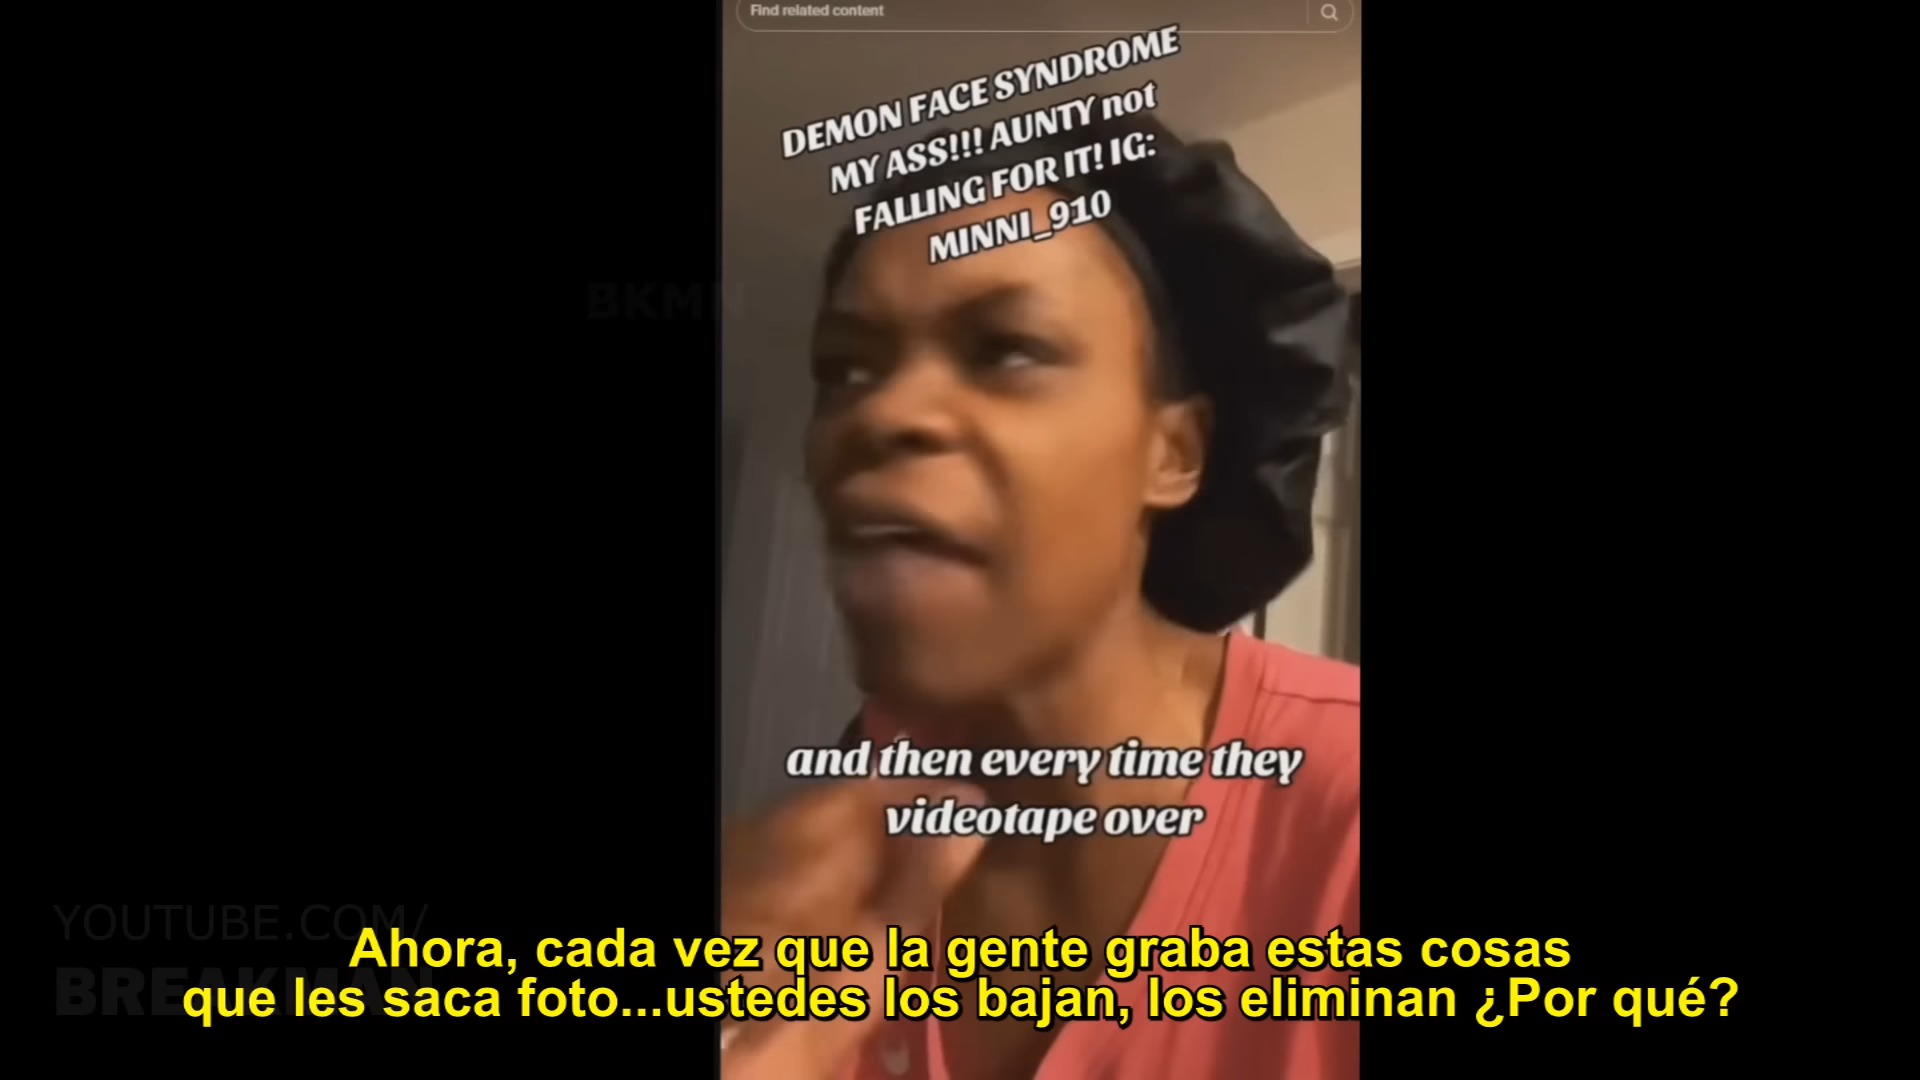 Find related content
DEMON FACE SYNDROME
MY ASS!!! AUNTY not
FALLING FOR IT! IG:
MINNI_910
BKMN
and then every time they
videotape over
YOUTUBE.COM/
BREAKMAN
Ahora, cada vez que la gente graba estas cosas
que les saca foto...ustedes los bajan, los eliminan ¿Por qué?